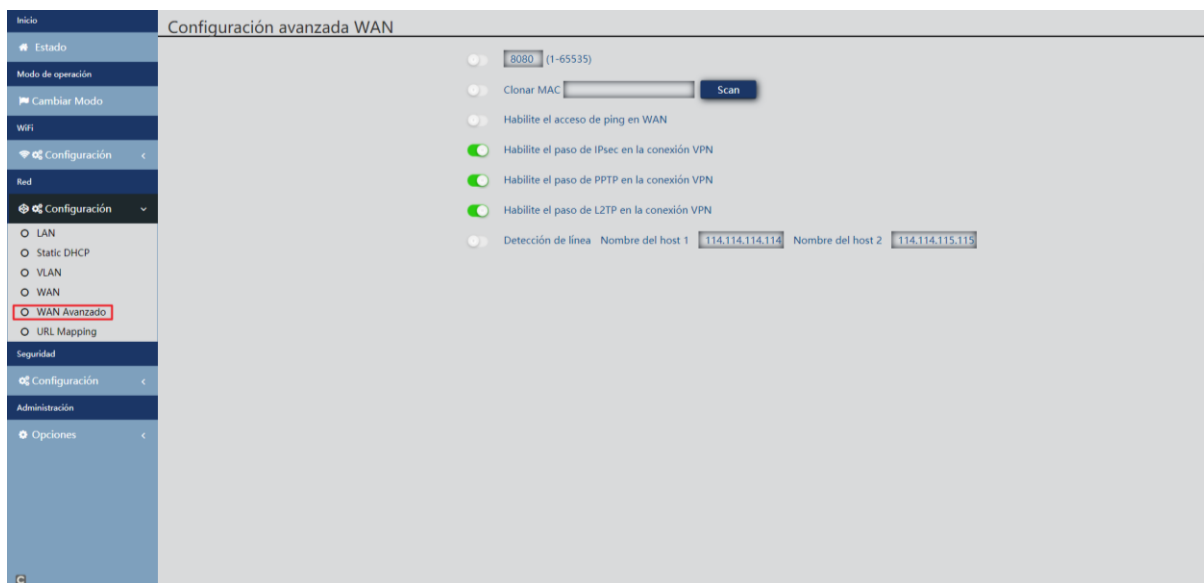 Inicio
Estado
Modo de operación
Cambiar Modo
WiFi
Configuración
Red
Configuración
LAN
Static DHCP
VLAN
WAN
WAN Avanzado
URL Mapping
Seguridad
Configuración
Administración
Opciones
Configuración avanzada WAN
8080 (1-65535)
Clonar MAC Scan
Habilite el acceso de ping en WAN
Habilite el paso de IPsec en la conexión VPN
Habilite el paso de PPTP en la conexión VPN
Habilite el paso de L2TP en la conexión VPN
Detección de línea Nombre del host 1 114.114.114.114 Nombre del host 2 114.114.115.115